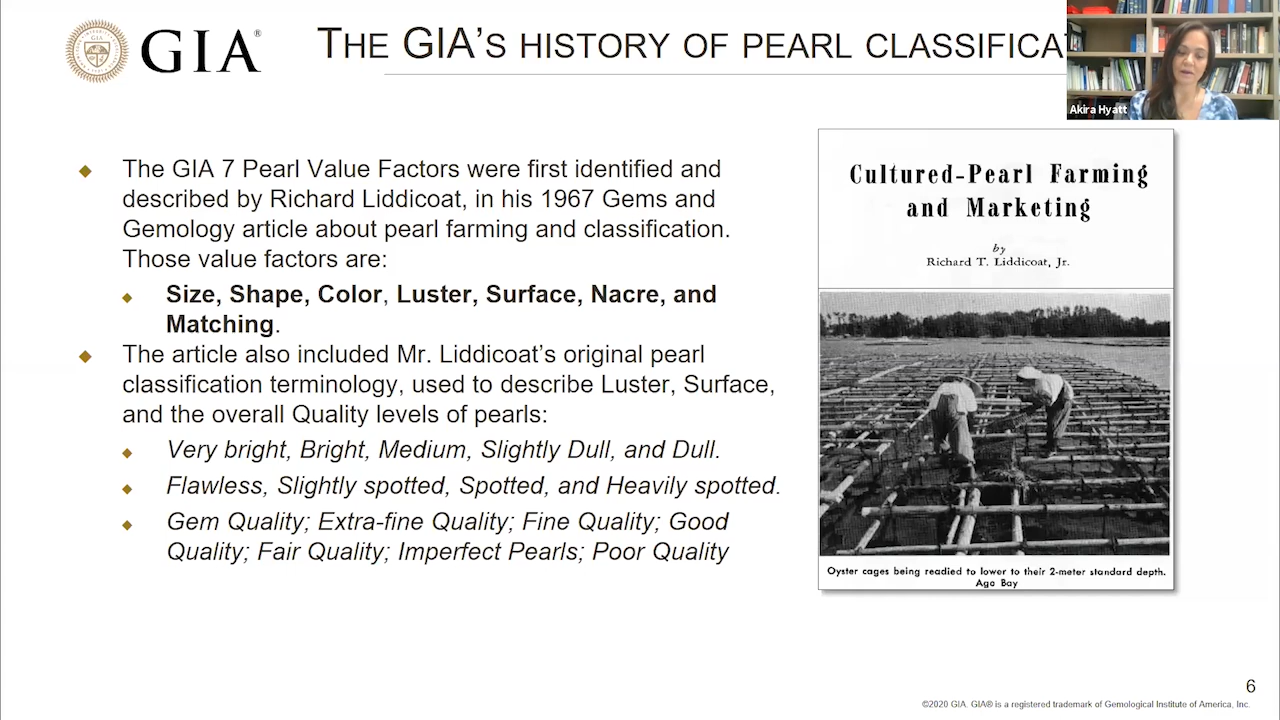 GIA®
THE GIA'S HISTORY OF PEARL CLASSIFICA
Akira Hyatt
The GIA 7 Pearl Value Factors were first identified and
described by Richard Liddicoat, in his 1967 Gems and
Gemology article about pearl farming and classification.
Those value factors are:
Size, Shape, Color, Luster, Surface, Nacre, and
Matching.
The article also included Mr. Liddicoat's original pearl
classification terminology, used to describe Luster, Surface,
and the overall Quality levels of pearls:
Very bright, Bright, Medium, Slightly Dull, and Dull.
Flawless, Slightly spotted, Spotted, and Heavily spotted.
Gem Quality; Extra-fine Quality; Fine Quality; Good
Quality; Fair Quality; Imperfect Pearls; Poor Quality
Cultured-Pearl Farming
and Marketing
by
Richard T. Liddicoat, Jr.
Oyster cages being readied to lower to their 2-meter standard depth.
Aga Bay
6
©2020 GIA. GIA® is a registered trademark of Gemological Institute of America, Inc.